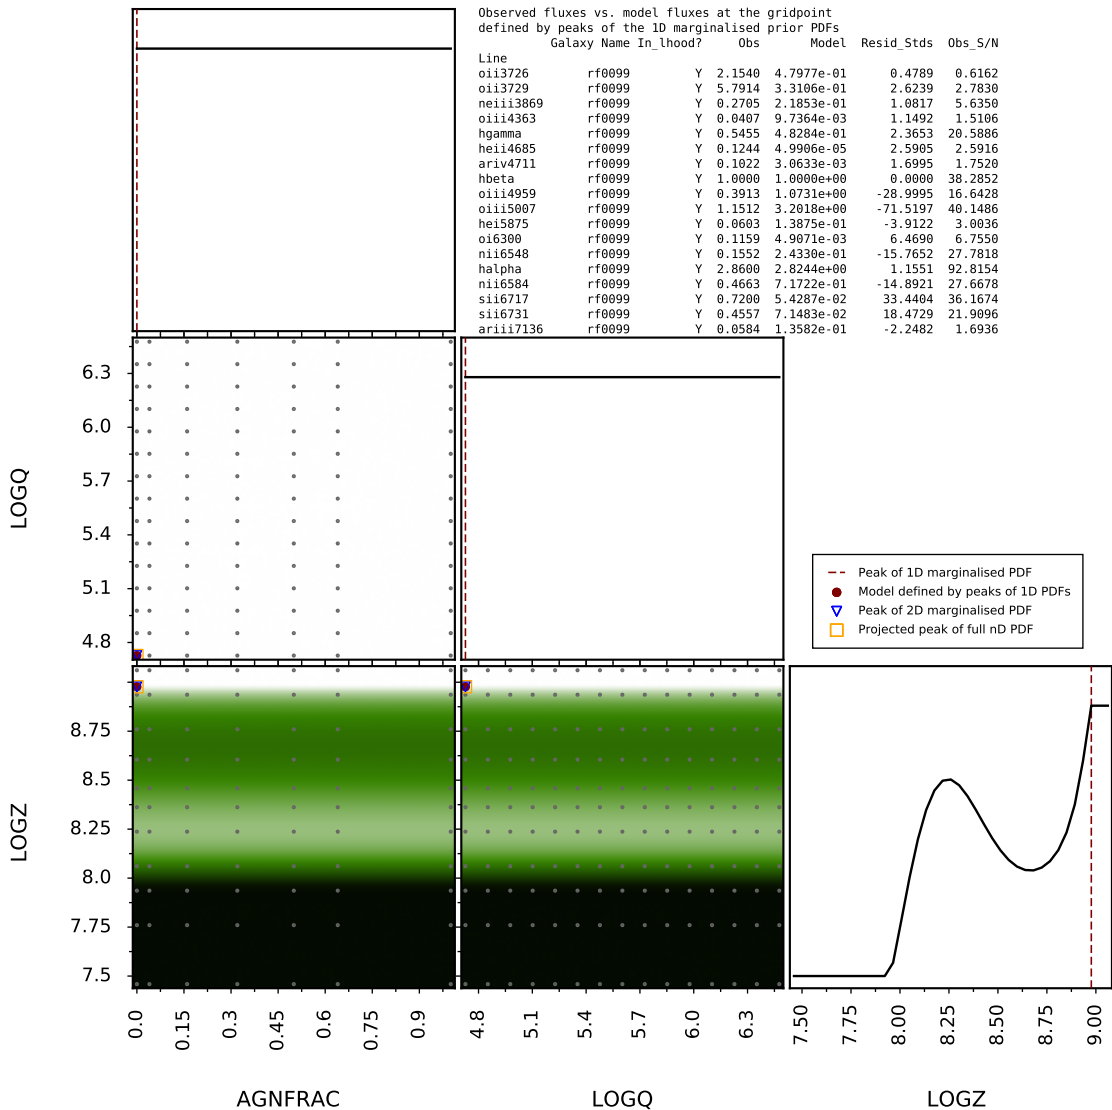 Observed fluxes vs. model fluxes at the gridpoint
defined by peaks of the 1D marginalised prior PDFs
Galaxy Name In_lhood? Obs Model Resid_Stds Obs_S/N
Line
oii3726 rf0099 Y 2.1540 4.7977e-01 0.4789 0.6162
oii3729 rf0099 Y 5.7914 3.3106e-01 2.6239 2.7830
neiii3869 rf0099 Y 0.2705 2.1853e-01 1.0817 5.6350
oiii4363 rf0099 Y 0.0407 9.7364e-03 1.1492 1.5106
hgamma rf0099 Y 0.5455 4.8284e-01 2.3653 20.5886
heii4685 rf0099 Y 0.1244 4.9906e-05 2.5905 2.5916
ariv4711 rf0099 Y 0.1022 3.0633e-03 1.6995 1.7520
hbeta rf0099 Y 1.0000 1.0000e+00 0.0000 38.2852
oiii4959 rf0099 Y 0.3913 1.0731e+00 -28.9995 16.6428
oiii5007 rf0099 Y 1.1512 3.2018e+00 -71.5197 40.1486
hei5875 rf0099 Y 0.0603 1.3875e-01 -3.9122 3.0036
oi6300 rf0099 Y 0.1159 4.9071e-03 6.4690 6.7550
nii6548 rf0099 Y 0.1552 2.4330e-01 -15.7652 27.7818
halpha rf0099 Y 2.8600 2.8244e+00 1.1551 92.8154
nii6584 rf0099 Y 0.4663 7.1722e-01 -14.8921 27.6678
sii6717 rf0099 Y 0.7200 5.4287e-02 33.4404 36.1674
sii6731 rf0099 Y 0.4557 7.1483e-02 18.4729 21.9096
ariii7136 rf0099 Y 0.0584 1.3582e-01 -2.2482 1.6936
6.3
6.0
5.7
5.4
5.1
4.8
LOGQ
Peak of 1D marginalised PDF
Model defined by peaks of 1D PDFs
Peak of 2D marginalised PDF
Projected peak of full nD PDF
8.75
8.5
8.25
8.0
7.75
7.5
LOGZ
0.0 0.15 0.3 0.45 0.6 0.75 0.9
4.8 5.1 5.4 5.7 6.0 6.3
7.50 7.75 8.00 8.25 8.50 8.75 9.00
AGNFRAC LOGQ LOGZ